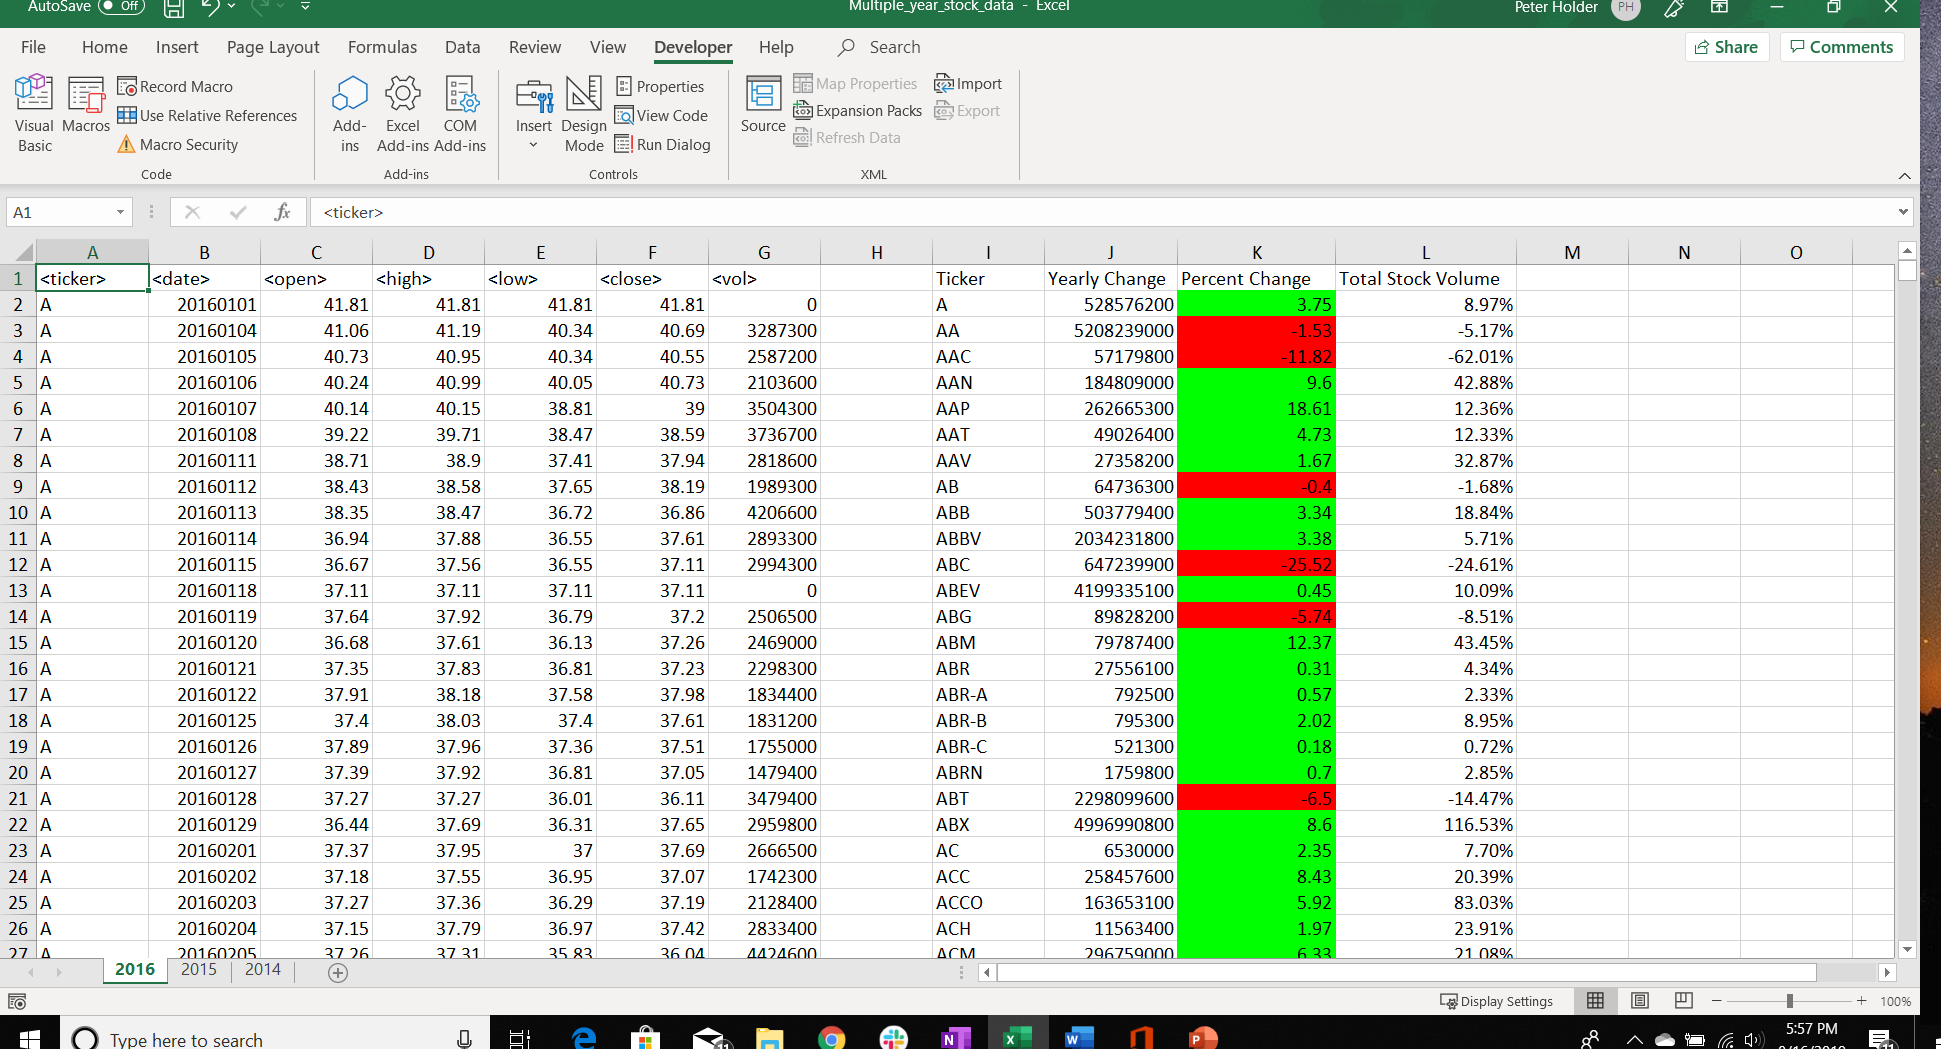 AutoSave Off Multiple_year_stock_data - Excel Peter Holder PH
File Home Insert Page Layout Formulas Data Review View Developer Help Search Share Comments
Visual Basic
Macros
Record Macro
Use Relative References
Macro Security
Code
Add-ins
Excel Add-ins
COM Add-ins
Add-ins
Insert
Design Mode
Properties
View Code
Run Dialog
Controls
Source
Map Properties
Expansion Packs
Refresh Data
Import
Export
XML
A1 fx <ticker>
A B C D E F G H I J K L M N O
1 <ticker> <date> <open> <high> <low> <close> <vol> Ticker Yearly Change Percent Change Total Stock Volume
2 A 20160101 41.81 41.81 41.81 41.81 0 A 528576200 3.75 8.97%
3 A 20160104 41.06 41.19 40.34 40.69 3287300 AA 5208239000 -1.53 -5.17%
4 A 20160105 40.73 40.95 40.34 40.55 2587200 AAC 57179800 -11.82 -62.01%
5 A 20160106 40.24 40.99 40.05 40.73 2103600 AAN 184809000 9.6 42.88%
6 A 20160107 40.14 40.15 38.81 39 3504300 AAP 262665300 18.61 12.36%
7 A 20160108 39.22 39.71 38.47 38.59 3736700 AAT 49026400 4.73 12.33%
8 A 20160111 38.71 38.9 37.41 37.94 2818600 AAV 27358200 1.67 32.87%
9 A 20160112 38.43 38.58 37.65 38.19 1989300 AB 64736300 -0.4 -1.68%
10 A 20160113 38.35 38.47 36.72 36.86 4206600 ABB 503779400 3.34 18.84%
11 A 20160114 36.94 37.88 36.55 37.61 2893300 ABBV 2034231800 3.38 5.71%
12 A 20160115 36.67 37.56 36.55 37.11 2994300 ABC 647239900 -25.52 -24.61%
13 A 20160118 37.11 37.11 37.11 37.11 0 ABEV 4199335100 0.45 10.09%
14 A 20160119 37.64 37.92 36.79 37.2 2506500 ABG 89828200 -5.74 -8.51%
15 A 20160120 36.68 37.61 36.13 37.26 2469000 ABM 79787400 12.37 43.45%
16 A 20160121 37.35 37.83 36.81 37.23 2298300 ABR 27556100 0.31 4.34%
17 A 20160122 37.91 38.18 37.58 37.98 1834400 ABR-A 792500 0.57 2.33%
18 A 20160125 37.4 38.03 37.4 37.61 1831200 ABR-B 795300 2.02 8.95%
19 A 20160126 37.89 37.96 37.36 37.51 1755000 ABR-C 521300 0.18 0.72%
20 A 20160127 37.39 37.92 36.81 37.05 1479400 ABRN 1759800 0.7 2.85%
21 A 20160128 37.27 37.27 36.01 36.11 3479400 ABT 2298099600 -6.5 -14.47%
22 A 20160129 36.44 37.69 36.31 37.65 2959800 ABX 4996990800 8.6 116.53%
23 A 20160201 37.37 37.95 37 37.69 2666500 AC 6530000 2.35 7.70%
24 A 20160202 37.18 37.55 36.95 37.07 1742300 ACC 258457600 8.43 20.39%
25 A 20160203 37.27 37.36 36.29 37.19 2128400 ACCO 163653100 5.92 83.03%
26 A 20160204 37.15 37.79 36.97 37.42 2833400 ACH 11563400 1.97 23.91%
27 A 20160205 37.26 37.31 35.83 36.04 4424600 ACM 296759000 6.33 21.08%
2016 2015 2014
Display Settings 100%
Type here to search 5:57 PM